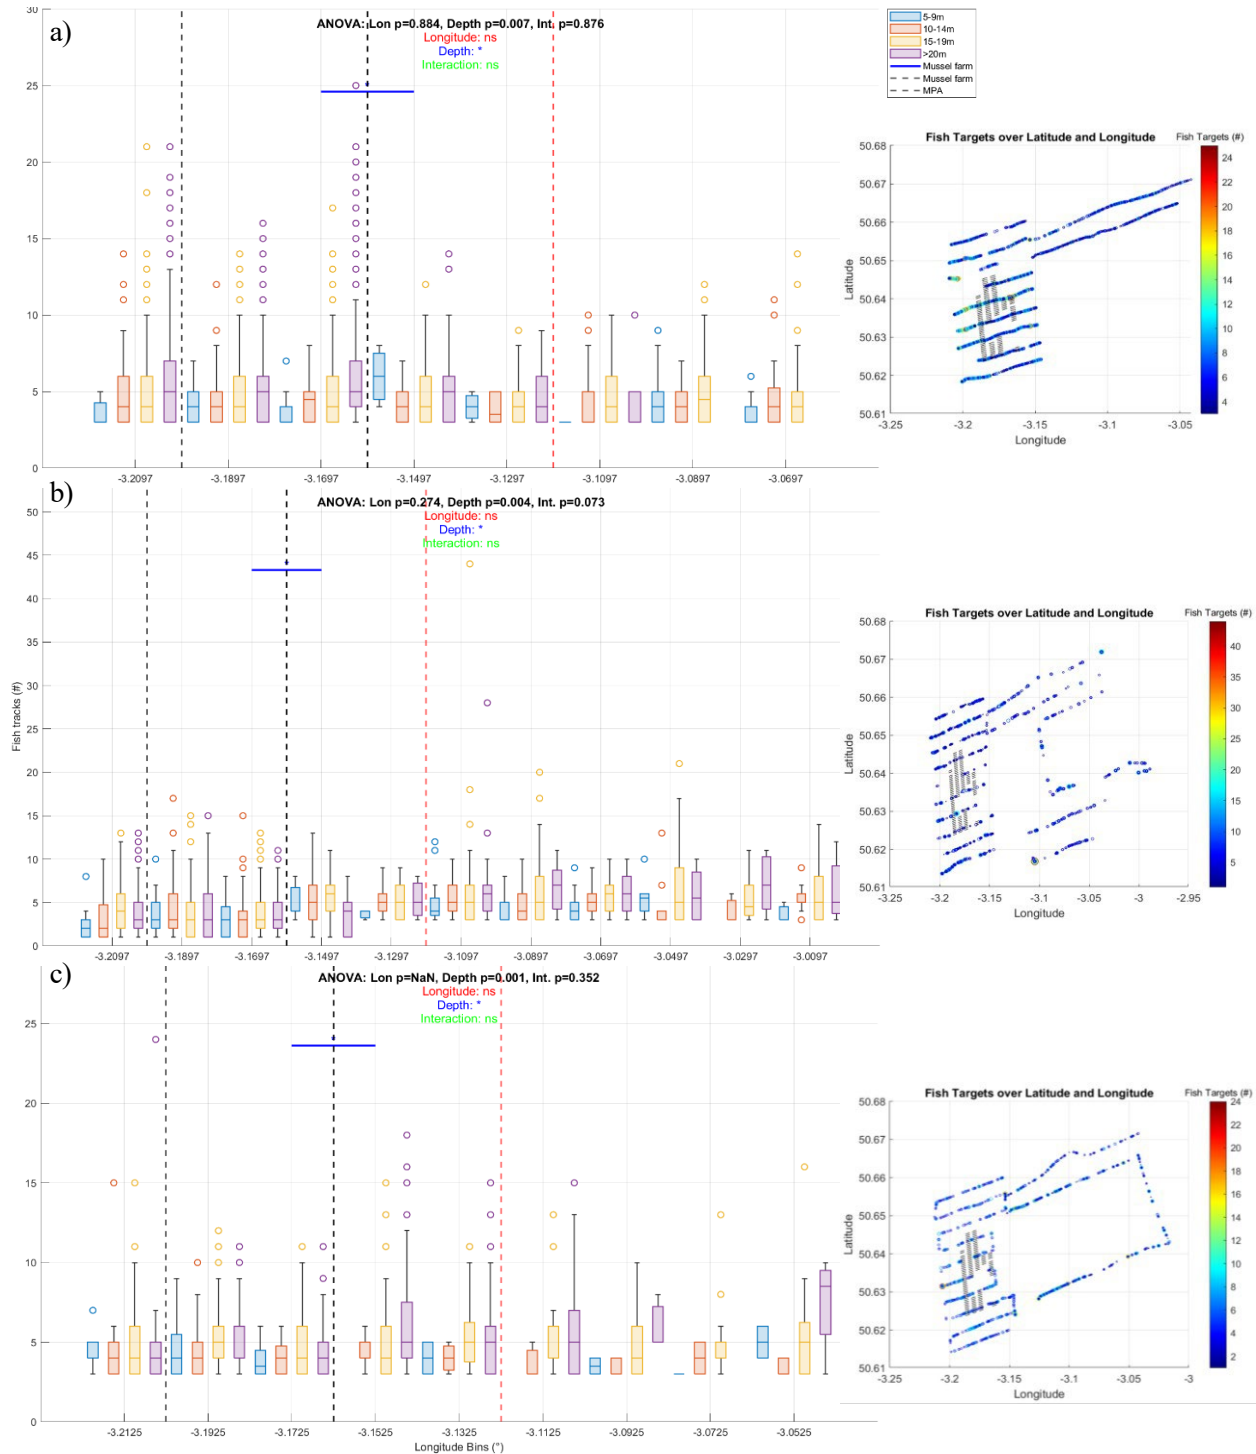 a)
ANOVA: Lon p=0.884, Depth p=0.007, Int. p=0.876
Longitude: ns
Depth: *
Interaction: ns
30
25
20
15
10
5
0
-3.2097 -3.1897 -3.1697 -3.1497 -3.1297 -3.1097 -3.0897 -3.0697
5-9m
10-14m
15-19m
>20m
Mussel farm
Mussel farm
MPA
Fish Targets over Latitude and Longitude
Fish Targets (#)
50.68
50.67
50.66
50.65
50.64
50.63
50.62
50.61
Latitude
-3.25 -3.2 -3.15 -3.1 -3.05
Longitude
24
22
20
18
16
14
12
10
8
6
4
b)
ANOVA: Lon p=0.274, Depth p=0.004, Int. p=0.073
Longitude: ns
Depth: *
Interaction: ns
50
45
40
35
30
25
20
15
10
5
0
Fish tracks (#)
-3.2097 -3.1897 -3.1697 -3.1497 -3.1297 -3.1097 -3.0897 -3.0697 -3.0497 -3.0297 -3.0097
Fish Targets over Latitude and Longitude
Fish Targets (#)
50.68
50.67
50.66
50.65
50.64
50.63
50.62
50.61
Latitude
-3.25 -3.2 -3.15 -3.1 -3.05 -3 -2.95
Longitude
40
35
30
25
20
15
10
5
c)
ANOVA: Lon p=NaN, Depth p=0.001, Int. p=0.352
Longitude: ns
Depth: *
Interaction: ns
25
20
15
10
5
0
-3.2125 -3.1925 -3.1725 -3.1525 -3.1325 -3.1125 -3.0925 -3.0725 -3.0525
Longitude Bins (°)
Fish Targets over Latitude and Longitude
Fish Targets (#)
50.68
50.67
50.66
50.65
50.64
50.63
50.62
50.61
Latitude
-3.25 -3.2 -3.15 -3.1 -3.05 -3
Longitude
24
22
20
18
16
14
12
10
8
6
4
2